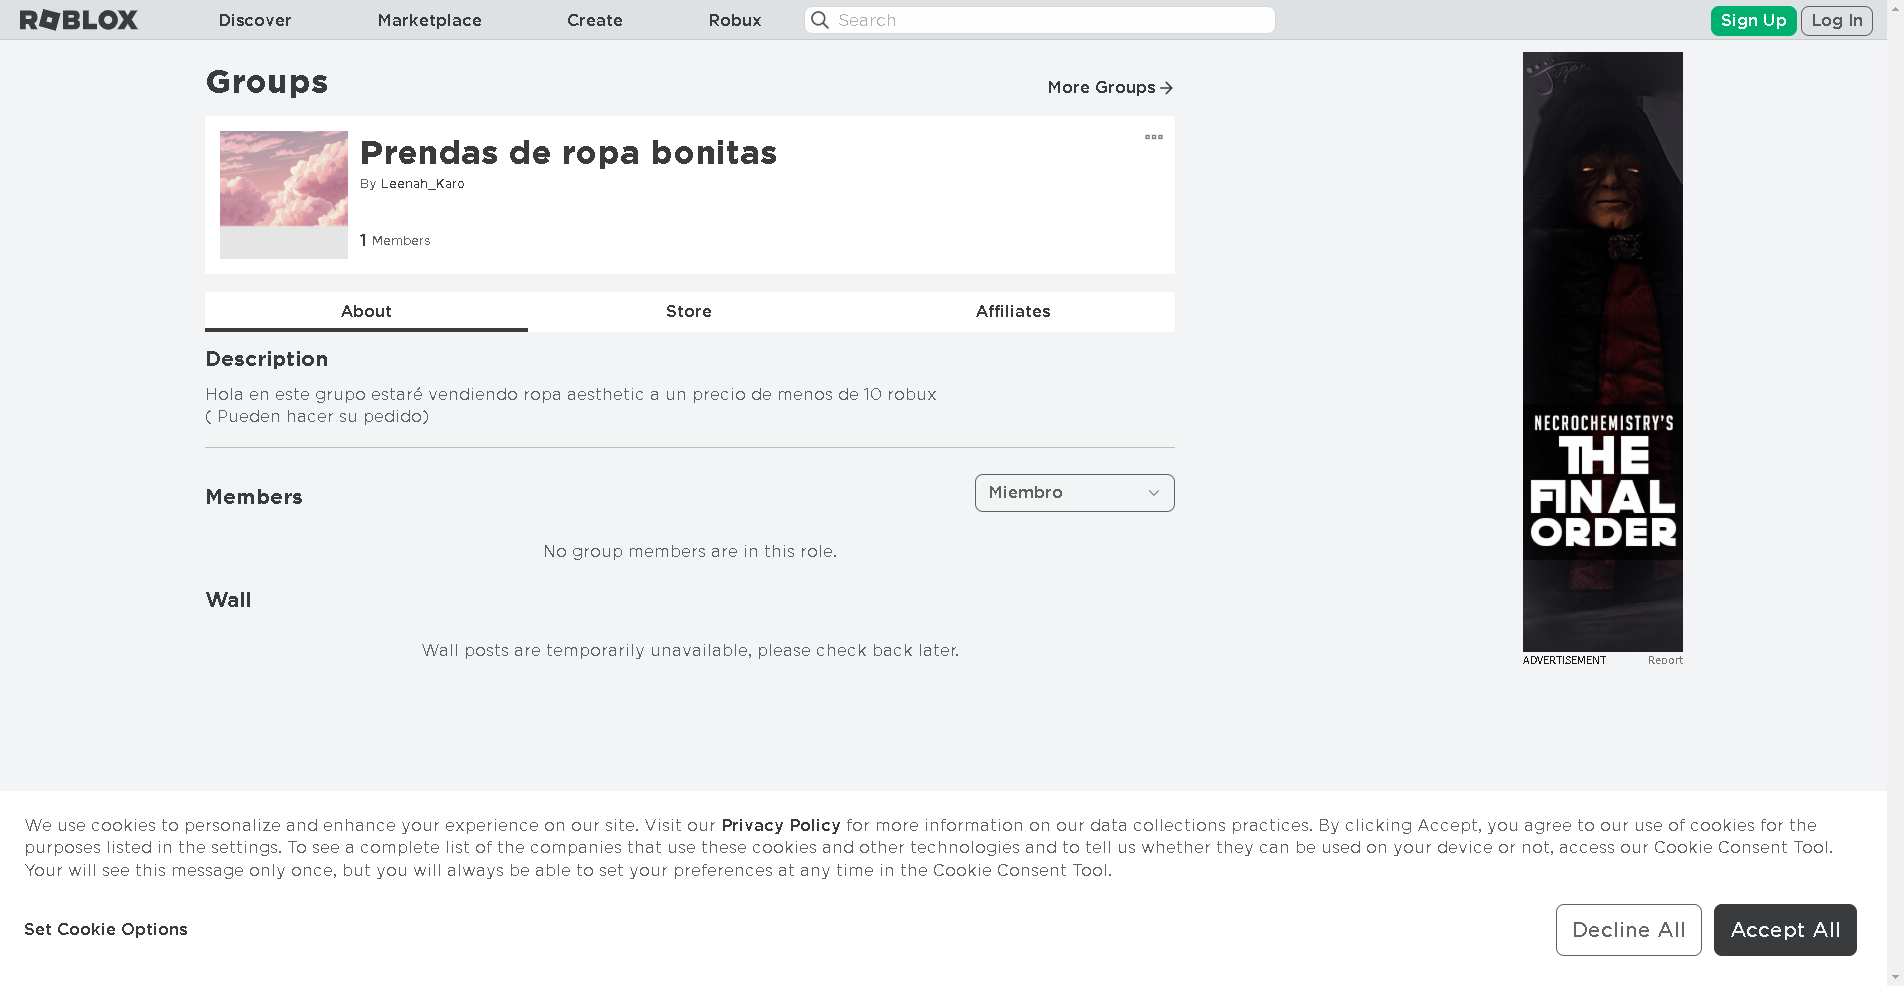 ROBLOX Discover Marketplace Create Robux Search Sign Up Log In
Groups
More Groups
Prendas de ropa bonitas
By Leenah_Karo
1 Members
About Store Affiliates
Description
Hola en este grupo estaré vendiendo ropa aesthetic a un precio de menos de 10 robux
( Pueden hacer su pedido)
Members
Miembro
No group members are in this role.
Wall
Wall posts are temporarily unavailable, please check back later.
NECROCHEMISTRY'S
THE
FINAL
ORDER
ADVERTISEMENT Report
We use cookies to personalize and enhance your experience on our site. Visit our Privacy Policy for more information on our data collections practices. By clicking Accept, you agree to our use of cookies for the
purposes listed in the settings. To see a complete list of the companies that use these cookies and other technologies and to tell us whether they can be used on your device or not, access our Cookie Consent Tool.
Your will see this message only once, but you will always be able to set your preferences at any time in the Cookie Consent Tool.
Set Cookie Options
Decline All
Accept All